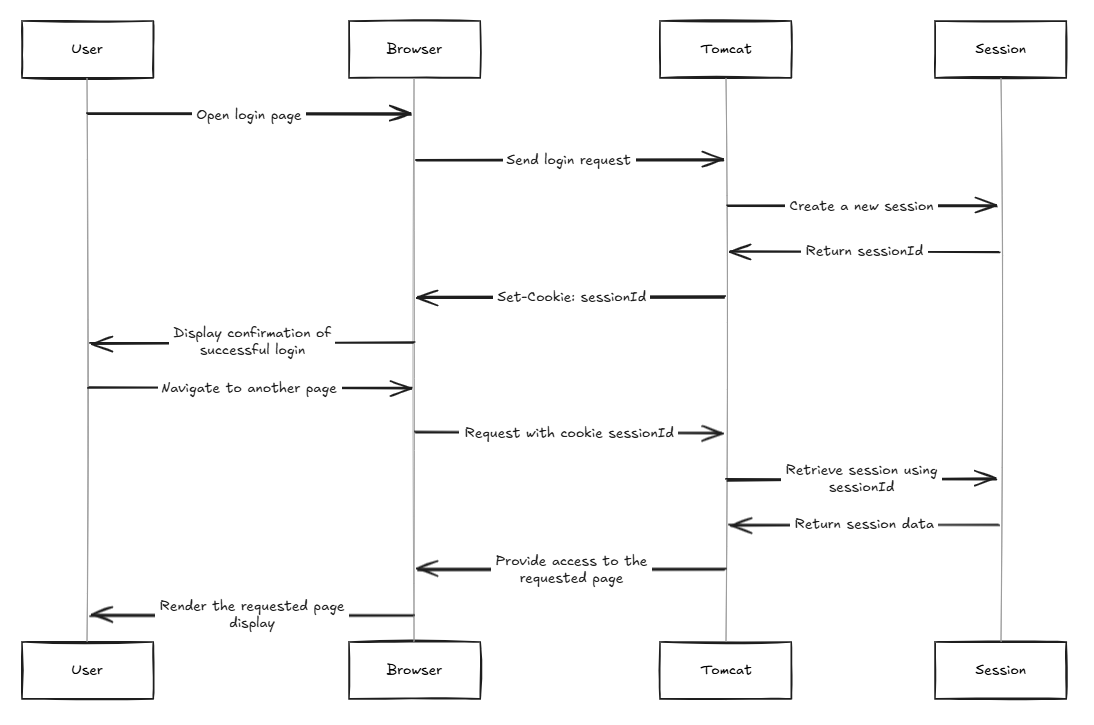 User
Browser
Tomcat
Session
Open login page
Send login request
Create a new session
Return sessionId
Set-Cookie: sessionId
Display confirmation of
successful login
Navigate to another page
Request with cookie sessionId
Retrieve session using
sessionId
Return session data
Provide access to the
requested page
Render the requested page
display
User
Browser
Tomcat
Session